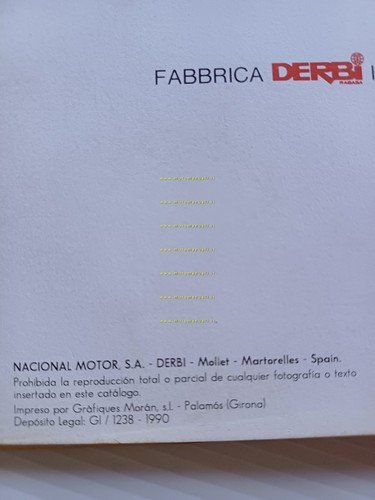 FABBRICA DERBI
RABASA
NACIONAL MOTOR, S.A. - DERBI - Mollet - Martorelles - Spain.
Prohibida la reproducción total o parcial de cualquier fotografía o texto
insertado en este catálogo.
Impreso por Gráfiques Morán, s.l. - Palamós (Girona)
Depósito Legal: GI / 1238 - 1990